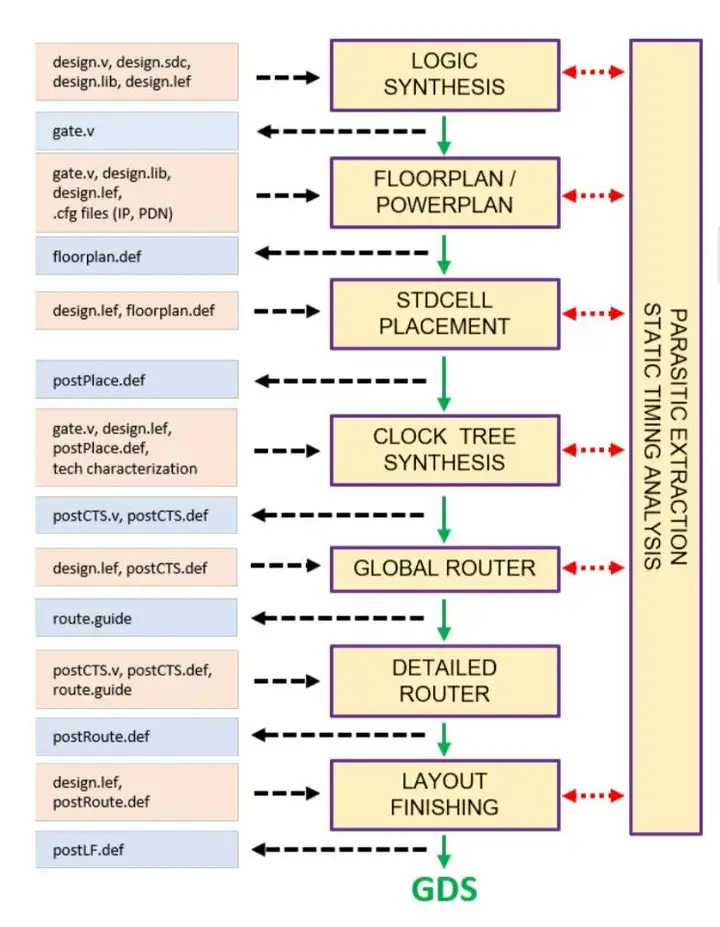 design.v, design.sdc,
design.lib, design.lef
LOGIC
SYNTHESIS
gate.v
gate.v, design.lib,
design.lef,
.cfg files (IP, PDN)
FLOORPLAN /
POWERPLAN
floorplan.def
design.lef, floorplan.def
STDCELL
PLACEMENT
postPlace.def
gate.v, design.lef,
postPlace.def,
tech characterization
CLOCK TREE
SYNTHESIS
postCTS.v, postCTS.def
design.lef, postCTS.def
GLOBAL ROUTER
route.guide
postCTS.v, postCTS.def,
route.guide
DETAILED
ROUTER
postRoute.def
design.lef,
postRoute.def
LAYOUT
FINISHING
postLF.def
GDS
PARASITIC EXTRACTION
STATIC TIMING ANALYSIS